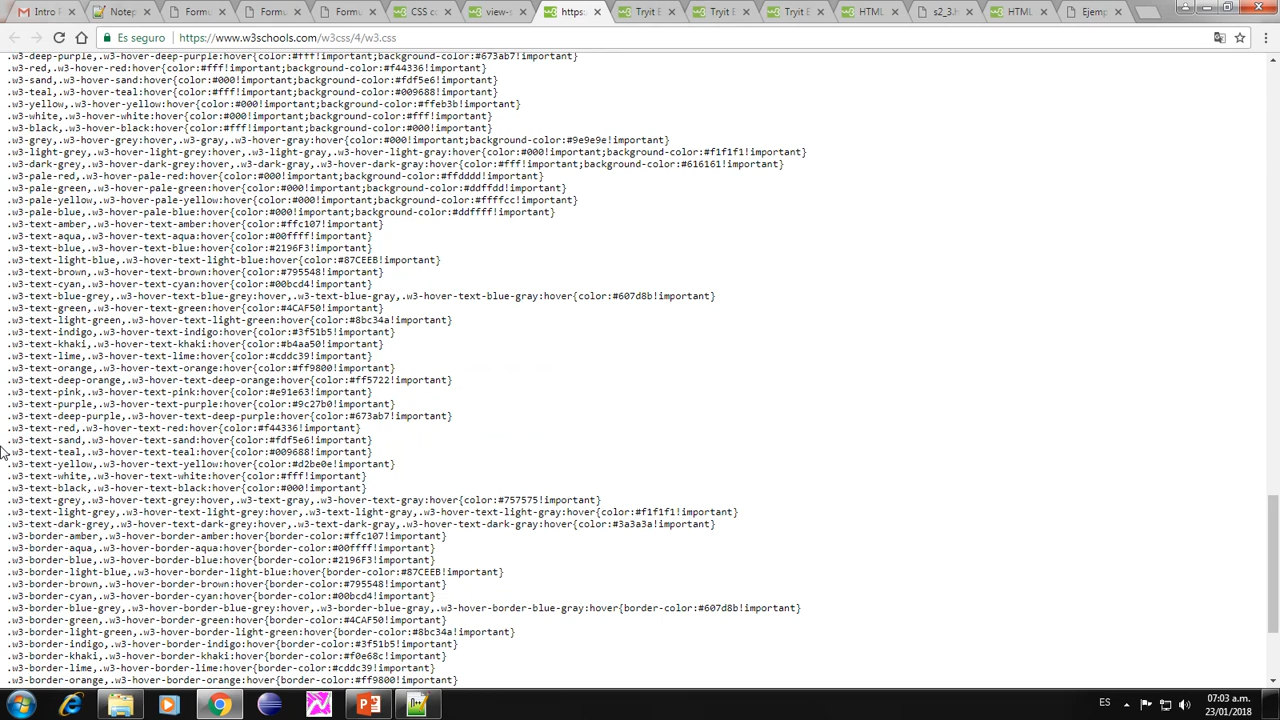 Intro F
Notep
Formu
Formu
Formu
CSS co
view-s
https:
Tryit E
Tryit E
Tryit E
HTML
s2_3.h
HTML
Ejemp
Es seguro
https://www.w3schools.com/w3css/4/w3.css
.w3-deep-purple,.w3-hover-deep-purple:hover{color:#fff!important;background-color:#673ab7!important}
.w3-red,.w3-hover-red:hover{color:#fff!important;background-color:#f44336!important}
.w3-sand,.w3-hover-sand:hover{color:#000!important;background-color:#fdf5e6!important}
.w3-teal,.w3-hover-teal:hover{color:#fff!important;background-color:#009688!important}
.w3-yellow,.w3-hover-yellow:hover{color:#000!important;background-color:#ffeb3b!important}
.w3-white,.w3-hover-white:hover{color:#000!important;background-color:#fff!important}
.w3-black,.w3-hover-black:hover{color:#fff!important;background-color:#000!important}
.w3-grey,.w3-hover-grey:hover,.w3-gray,.w3-hover-gray:hover{color:#000!important;background-color:#9e9e9e!important}
.w3-light-grey,.w3-hover-light-grey:hover,.w3-light-gray,.w3-hover-light-gray:hover{color:#000!important;background-color:#f1f1f1!important}
.w3-dark-grey,.w3-hover-dark-grey:hover,.w3-dark-gray,.w3-hover-dark-gray:hover{color:#fff!important;background-color:#616161!important}
.w3-pale-red,.w3-hover-pale-red:hover{color:#000!important;background-color:#ffdddd!important}
.w3-pale-green,.w3-hover-pale-green:hover{color:#000!important;background-color:#ddffdd!important}
.w3-pale-yellow,.w3-hover-pale-yellow:hover{color:#000!important;background-color:#ffffcc!important}
.w3-pale-blue,.w3-hover-pale-blue:hover{color:#000!important;background-color:#ddffff!important}
.w3-text-amber,.w3-hover-text-amber:hover{color:#ffc107!important}
.w3-text-aqua,.w3-hover-text-aqua:hover{color:#00ffff!important}
.w3-text-blue,.w3-hover-text-blue:hover{color:#2196F3!important}
.w3-text-light-blue,.w3-hover-text-light-blue:hover{color:#87CEEB!important}
.w3-text-brown,.w3-hover-text-brown:hover{color:#795548!important}
.w3-text-cyan,.w3-hover-text-cyan:hover{color:#00bcd4!important}
.w3-text-blue-grey,.w3-hover-text-blue-grey:hover,.w3-text-blue-gray,.w3-hover-text-blue-gray:hover{color:#607d8b!important}
.w3-text-green,.w3-hover-text-green:hover{color:#4CAF50!important}
.w3-text-light-green,.w3-hover-text-light-green:hover{color:#8bc34a!important}
.w3-text-indigo,.w3-hover-text-indigo:hover{color:#3f51b5!important}
.w3-text-khaki,.w3-hover-text-khaki:hover{color:#b4aa50!important}
.w3-text-lime,.w3-hover-text-lime:hover{color:#cddc39!important}
.w3-text-orange,.w3-hover-text-orange:hover{color:#ff9800!important}
.w3-text-deep-orange,.w3-hover-text-deep-orange:hover{color:#ff5722!important}
.w3-text-pink,.w3-hover-text-pink:hover{color:#e91e63!important}
.w3-text-purple,.w3-hover-text-purple:hover{color:#9c27b0!important}
.w3-text-deep-purple,.w3-hover-text-deep-purple:hover{color:#673ab7!important}
.w3-text-red,.w3-hover-text-red:hover{color:#f44336!important}
.w3-text-sand,.w3-hover-text-sand:hover{color:#fdf5e6!important}
.w3-text-teal,.w3-hover-text-teal:hover{color:#009688!important}
.w3-text-yellow,.w3-hover-text-yellow:hover{color:#d2be0e!important}
.w3-text-white,.w3-hover-text-white:hover{color:#fff!important}
.w3-text-black,.w3-hover-text-black:hover{color:#000!important}
.w3-text-grey,.w3-hover-text-grey:hover,.w3-text-gray,.w3-hover-text-gray:hover{color:#757575!important}
.w3-text-light-grey,.w3-hover-text-light-grey:hover,.w3-text-light-gray,.w3-hover-text-light-gray:hover{color:#f1f1f1!important}
.w3-text-dark-grey,.w3-hover-text-dark-grey:hover,.w3-text-dark-gray,.w3-hover-text-dark-gray:hover{color:#3a3a3a!important}
.w3-border-amber,.w3-hover-border-amber:hover{border-color:#ffc107!important}
.w3-border-aqua,.w3-hover-border-aqua:hover{border-color:#00ffff!important}
.w3-border-blue,.w3-hover-border-blue:hover{border-color:#2196F3!important}
.w3-border-light-blue,.w3-hover-border-light-blue:hover{border-color:#87CEEB!important}
.w3-border-brown,.w3-hover-border-brown:hover{border-color:#795548!important}
.w3-border-cyan,.w3-hover-border-cyan:hover{border-color:#00bcd4!important}
.w3-border-blue-grey,.w3-hover-border-blue-grey:hover,.w3-border-blue-gray,.w3-hover-border-blue-gray:hover{border-color:#607d8b!important}
.w3-border-green,.w3-hover-border-green:hover{border-color:#4CAF50!important}
.w3-border-light-green,.w3-hover-border-light-green:hover{border-color:#8bc34a!important}
.w3-border-indigo,.w3-hover-border-indigo:hover{border-color:#3f51b5!important}
.w3-border-khaki,.w3-hover-border-khaki:hover{border-color:#f0e68c!important}
.w3-border-lime,.w3-hover-border-lime:hover{border-color:#cddc39!important}
.w3-border-orange,.w3-hover-border-orange:hover{border-color:#ff9800!important}
ES
07:03 a.m.
23/01/2018